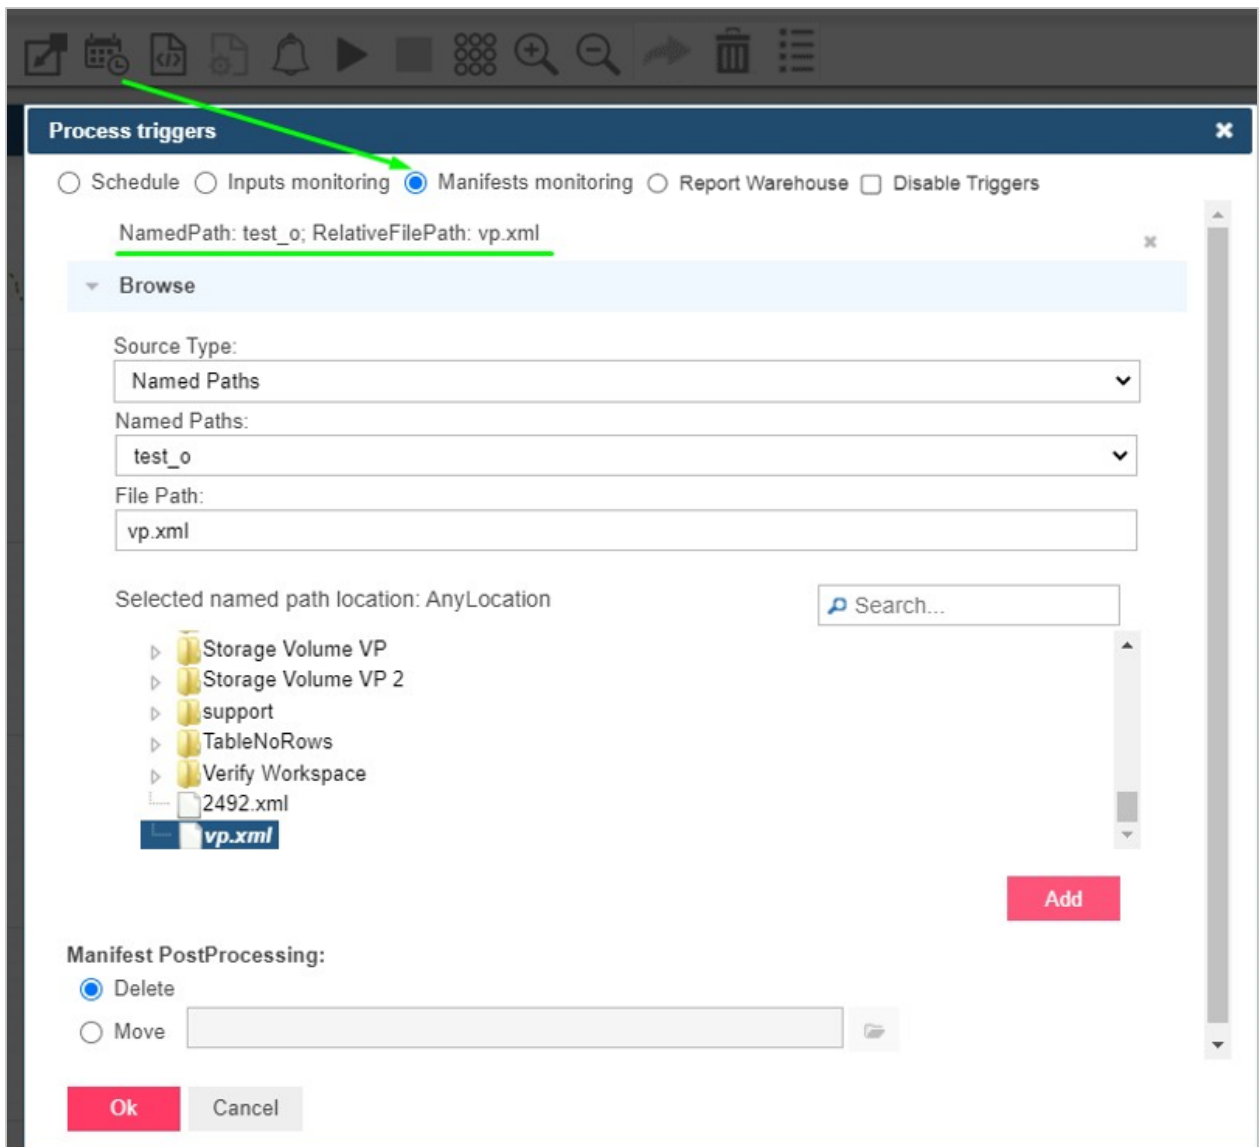 Process triggers
Schedule Inputs monitoring Manifests monitoring Report Warehouse Disable Triggers
NamedPath: test_o; RelativeFilePath: vp.xml
Browse
Source Type:
Named Paths
Named Paths:
test_o
File Path:
vp.xml
Selected named path location: AnyLocation Search...
Storage Volume VP
Storage Volume VP 2
support
TableNoRows
Verify Workspace
2492.xml
vp.xml
Add
Manifest PostProcessing:
Delete
Move
Ok Cancel